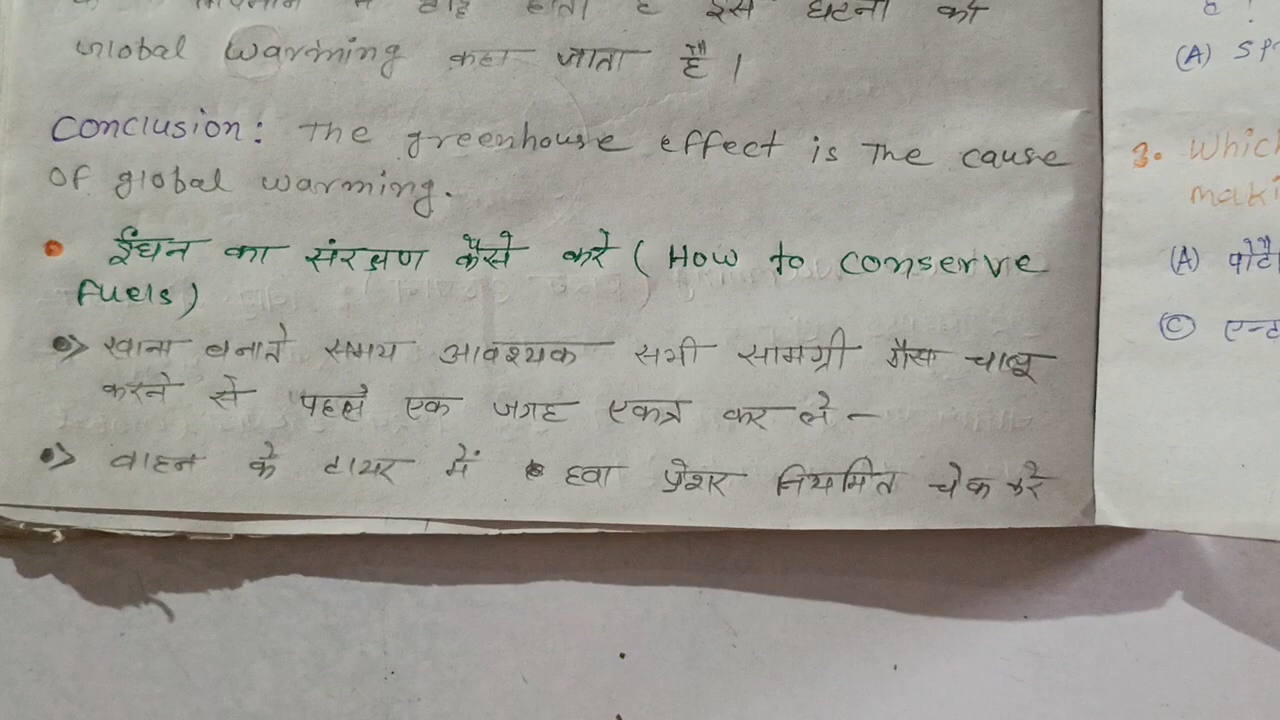 इस घटना को
Global warming कहा जाता है।
Conclusion: The greenhouse effect is The cause
Of global warming.
• ईंधन का संरक्षण कैसे करे ( How to conserve
Fuels)
खाना बनाते समय आवश्यक सभी सामग्री गैस चालू
करने से पहले एक जगह एकत्र कर ले -
वाहन के टायर में हवा प्रेशर नियमित चेक करे
(A)
3. Which
(A)
(C)